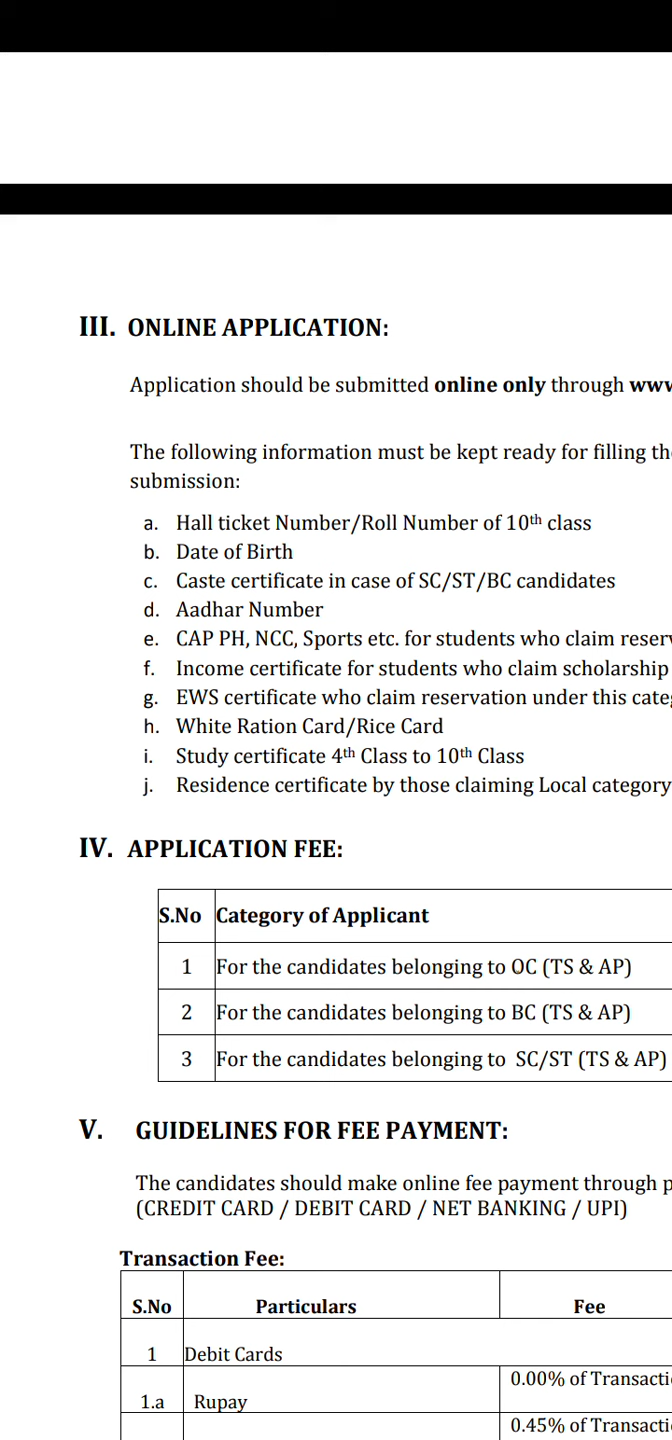 III. ONLINE APPLICATION:
Application should be submitted online only through
The following information must be kept ready for filling
submission:
a. Hall ticket Number/Roll Number of 10th class
b. Date of Birth
c. Caste certificate in case of SC/ST/BC candidates
d. Aadhar Number
e. CAP PH, NCC, Sports etc. for students who claim
f. Income certificate for students who claim scholarship
g. EWS certificate who claim reservation under this
h. White Ration Card/Rice Card
i. Study certificate 4th Class to 10th Class
j. Residence certificate by those claiming Local category
IV. APPLICATION FEE:
S.No Category of Applicant
1 For the candidates belonging to OC (TS & AP)
2 For the candidates belonging to BC (TS & AP)
3 For the candidates belonging to SC/ST (TS & AP)
V. GUIDELINES FOR FEE PAYMENT:
The candidates should make online fee payment through
(CREDIT CARD / DEBIT CARD / NET BANKING / UPI)
Transaction Fee:
S.No Particulars Fee
1 Debit Cards
0.00% of
1.a Rupay
0.45% of